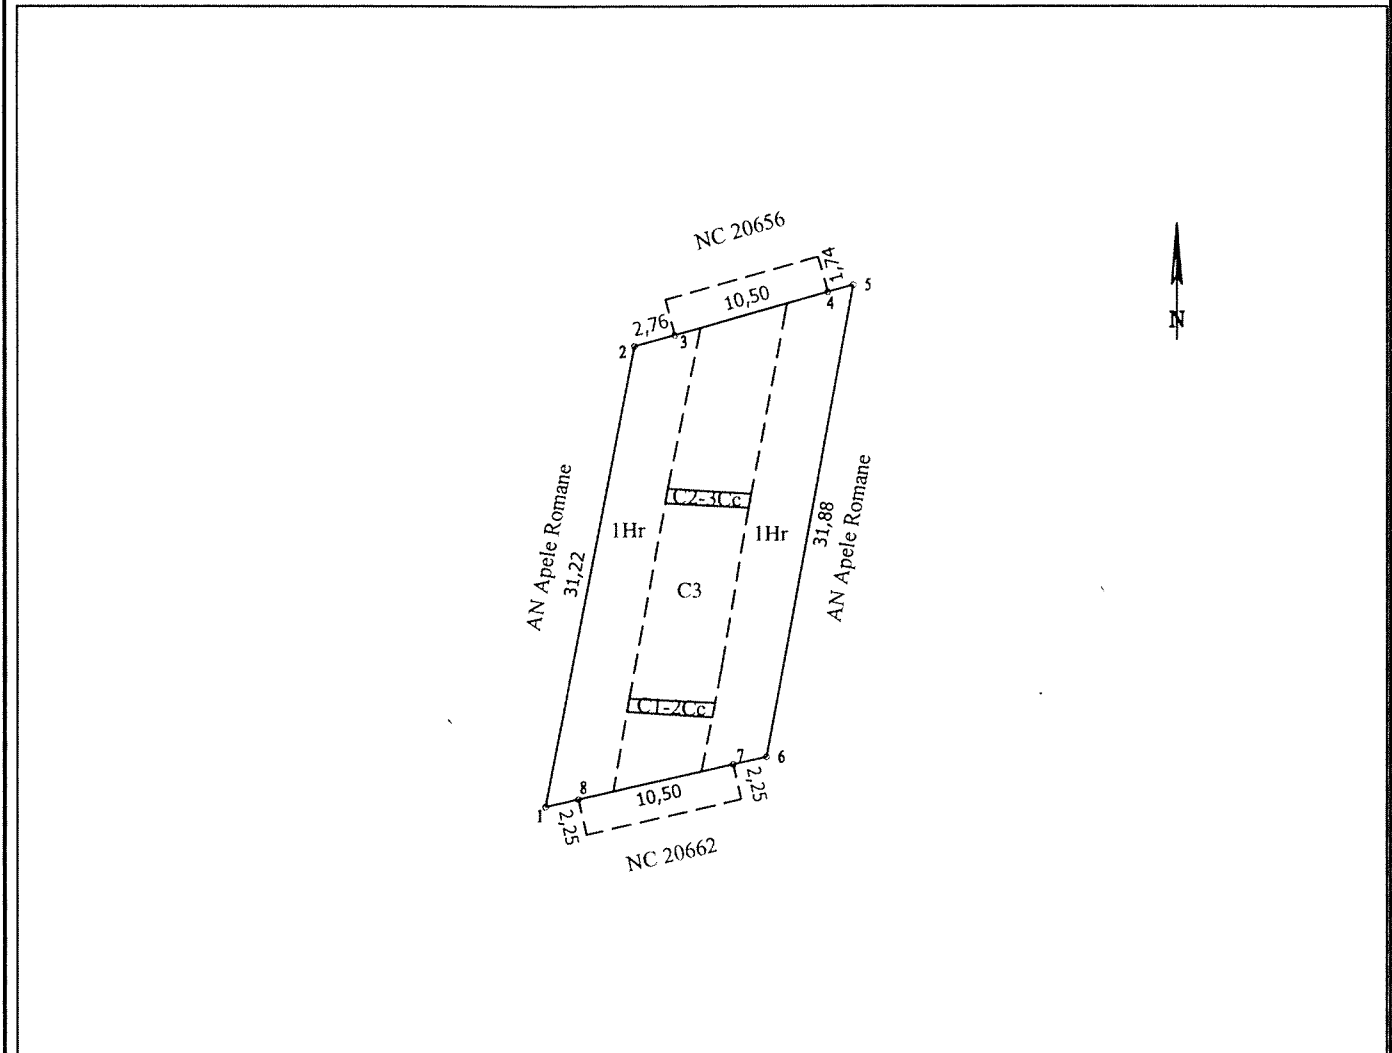 NC 20656
1,74
10,50
5
4
2,76
3
2
N
C2-3Cc
AN Apele Romane
31,22
1Hr
1Hr
31,88
AN Apele Romane
C3
C1-2Cc
7
6
8
10,50
2,25
1
2,25
NC 20662